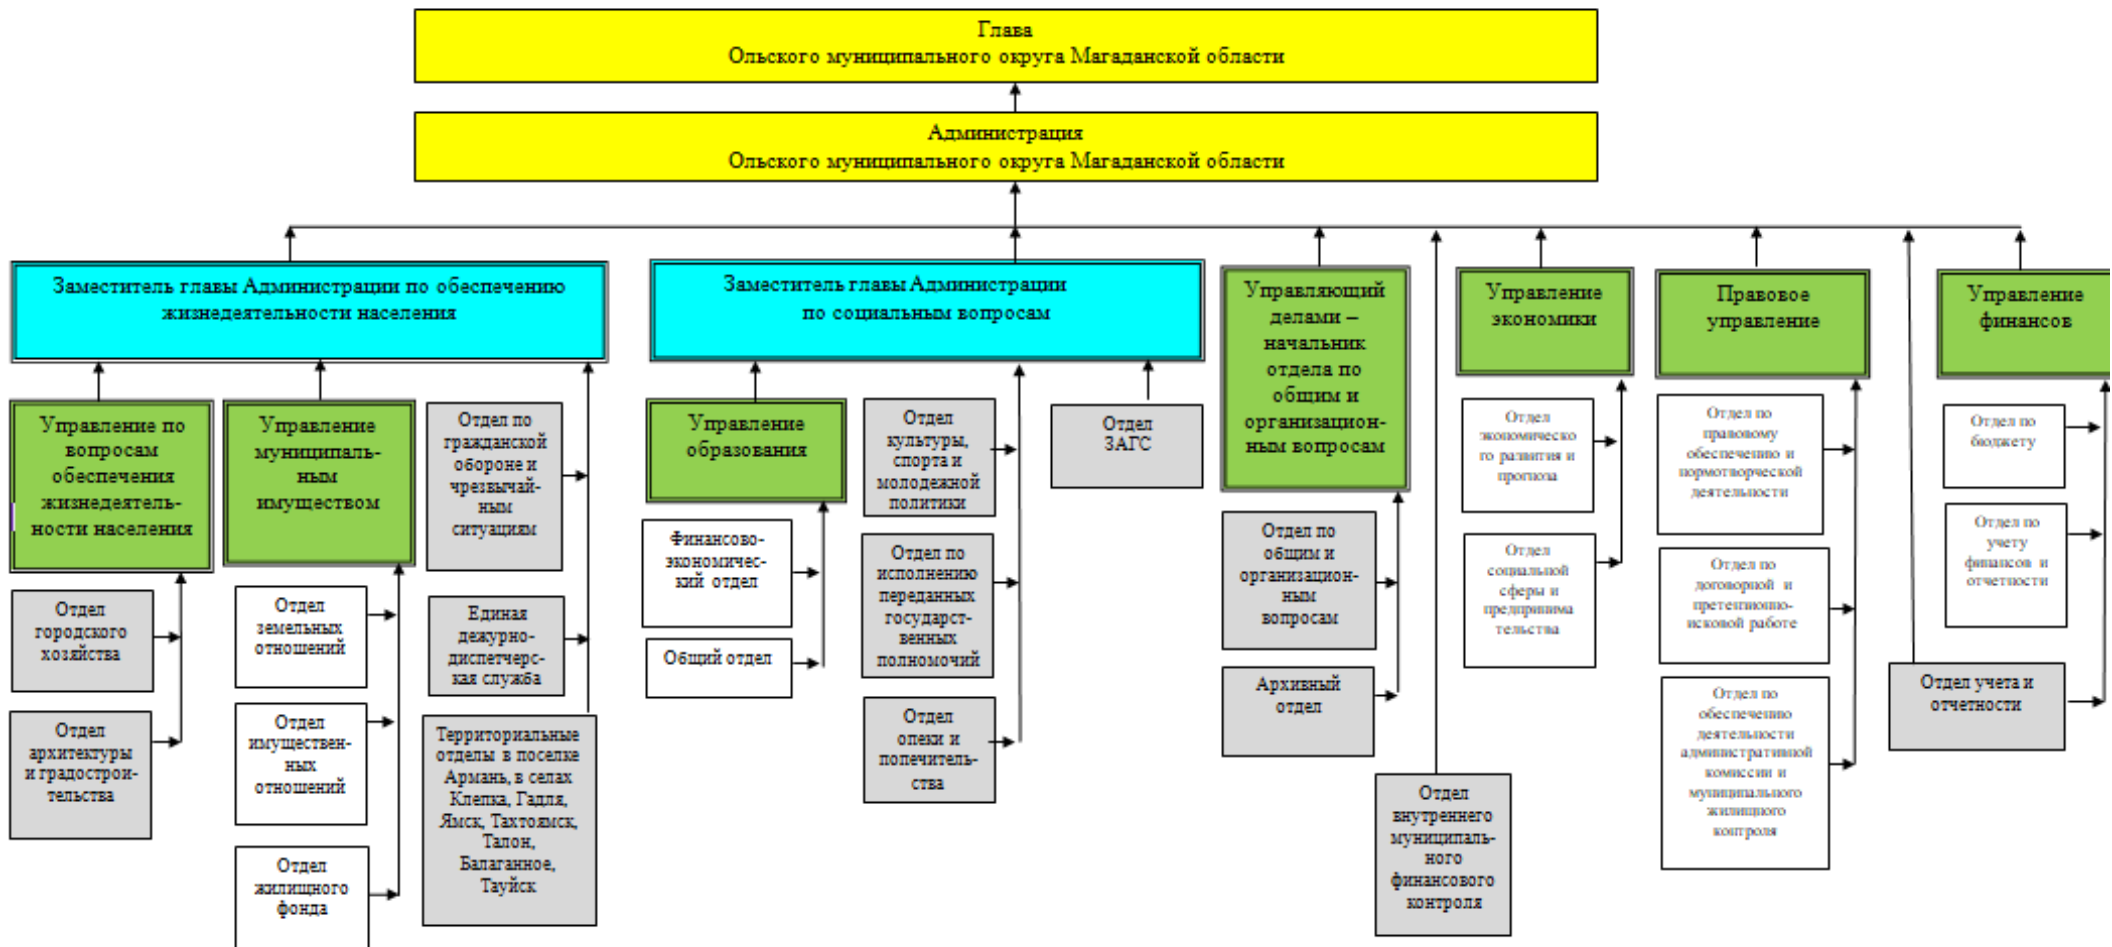 Глава
Ольского муниципального округа Магаданской области
Администрация
Ольского муниципального округа Магаданской области
Заместитель главы Администрации по обеспечению
жизнедеятельности населения
Заместитель главы Администрации
по социальным вопросам
Управляющий
делами –
начальник
отдела по
общим и
организацион-
ным вопросам
Управление
экономики
Правовое
управление
Управление
финансов
Управление по
вопросам
обеспечения
жизнедеятель-
ности населения
Управление
муниципаль-
ным
имуществом
Отдел по
гражданской
обороне и
чрезвычай-
ным
ситуациям
Управление
образования
Отдел
культуры,
спорта и
молодежной
политики
Отдел
ЗАГС
Отдел
экономическо
го развития и
прогноза
Отдел по
правовому
обеспечению и
нормотворческой
деятельности
Отдел по
бюджету
Финансово-
экономичес-
кий отдел
Отдел по
исполнению
переданных
государст-
венных
полномочий
Отдел по
общим и
организацион-
ным
вопросам
Отдел
социальной
сферы и
предпринима
тельства
Отдел по
договорной и
претензионно-
исковой работе
Отдел по
учету
финансов и
отчетности
Отдел
городского
хозяйства
Отдел
земельных
отношений
Единая
дежурно-
диспетчерс-
кая служба
Общий отдел
Архивный
отдел
Отдел учета и
отчетности
Отдел
архитектуры
и градострои-
тельства
Отдел
имуществен-
ных
отношений
Территориальные
отделы в поселке
Армань, в селах
Клепка, Гадля,
Ямск, Тахтоямск,
Талон,
Балаганное,
Тауйск
Отдел
опеки и
попечитель-
ства
Отдел по
обеспечению
деятельности
административной
комиссии и
муниципального
жилищного
контроля
Отдел
внутреннего
муниципаль-
ного
финансового
контроля
Отдел
жилищного
фонда